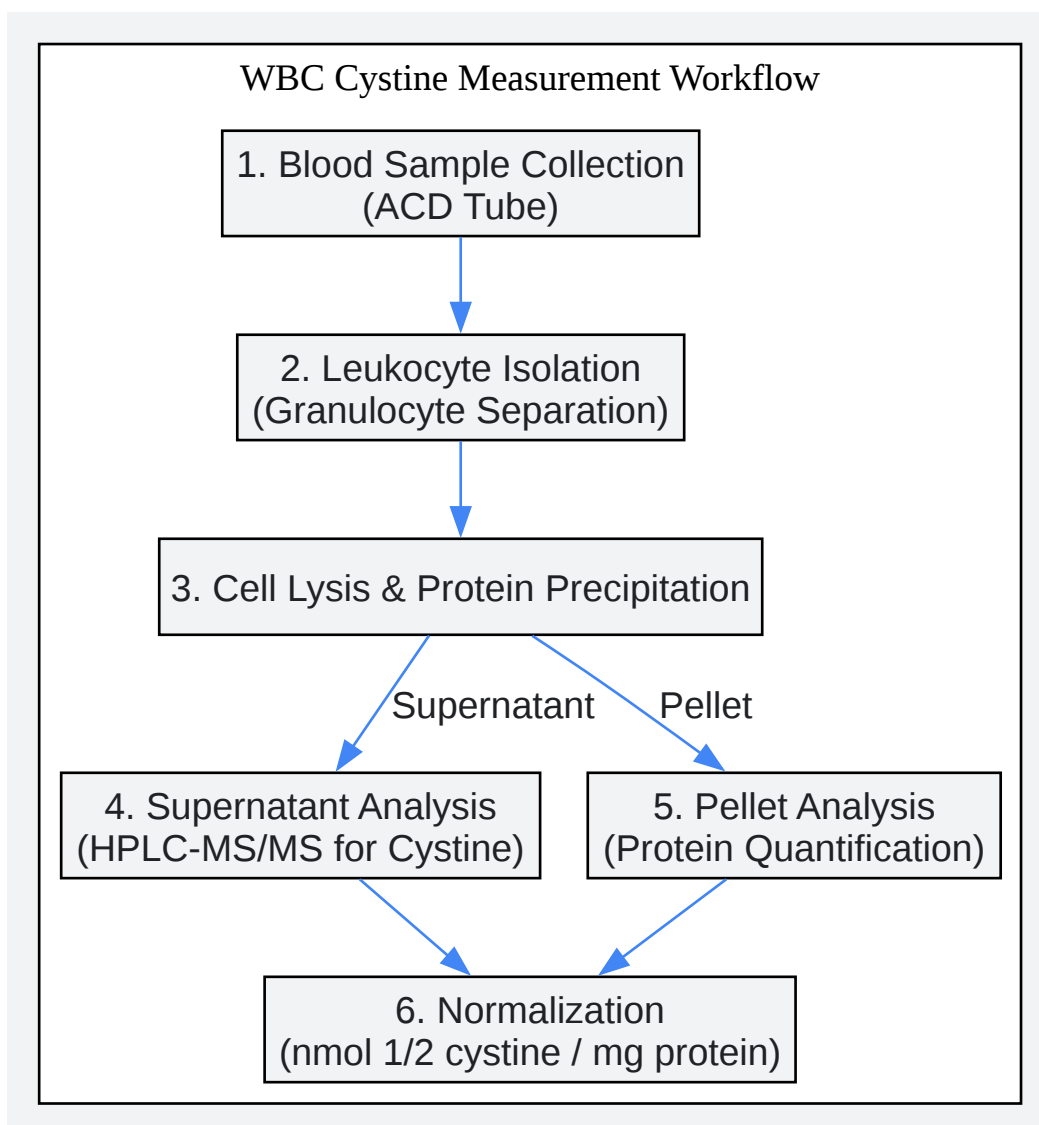 WBC Cystine Measurement Workflow
1. Blood Sample Collection
(ACD Tube)
2. Leukocyte Isolation
(Granulocyte Separation)
3. Cell Lysis & Protein Precipitation
Supernatant
Pellet
4. Supernatant Analysis
(HPLC-MS/MS for Cystine)
5. Pellet Analysis
(Protein Quantification)
6. Normalization
(nmol 1/2 cystine / mg protein)